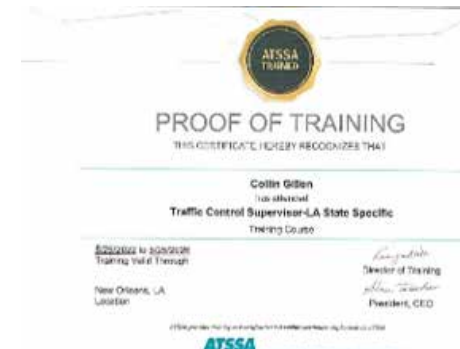 ATSSA
TRAINED
PROOF OF TRAINING
THIS CERTIFICATE HEREBY RECOGNIZES THAT
Collin
has attended
Traffic Control Supervisor-LA State Specific
Training Course
Training Valid Through
Director of Training
New Orleans, LA
Location
President, CEO
ATSSA